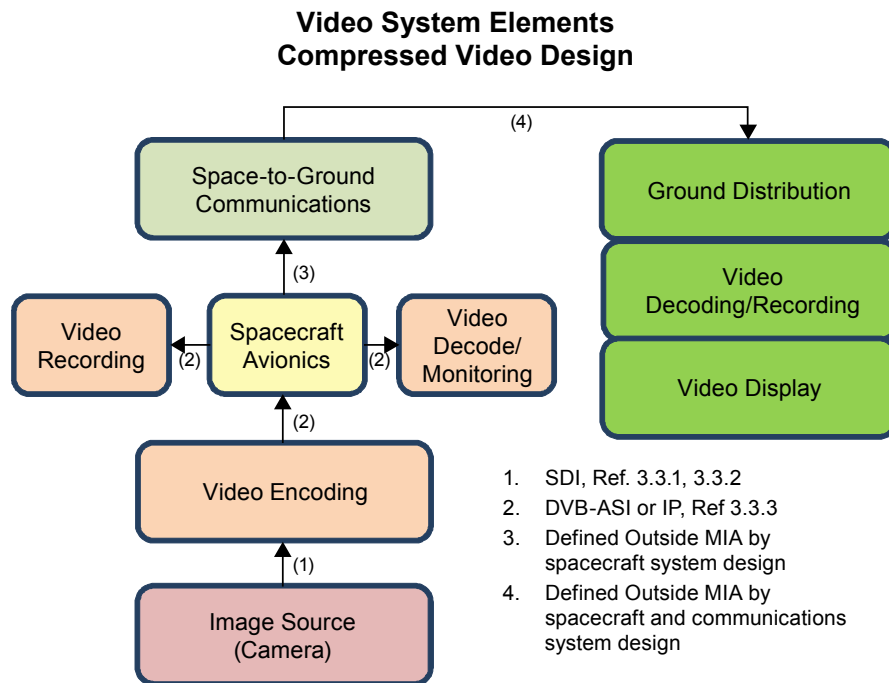 Video System Elements
Compressed Video Design
(4)
Space-to-Ground
Communications
Ground Distribution
(3)
Video
Recording
(2)
Spacecraft
Avionics
(2)
Video
Decode/
Monitoring
Video
Decoding/Recording
Video Display
(2)
Video Encoding
(1)
Image Source
(Camera)
1. SDI, Ref. 3.3.1, 3.3.2
2. DVB-ASI or IP, Ref 3.3.3
3. Defined Outside MIA by
spacecraft system design
4. Defined Outside MIA by
spacecraft and communications
system design